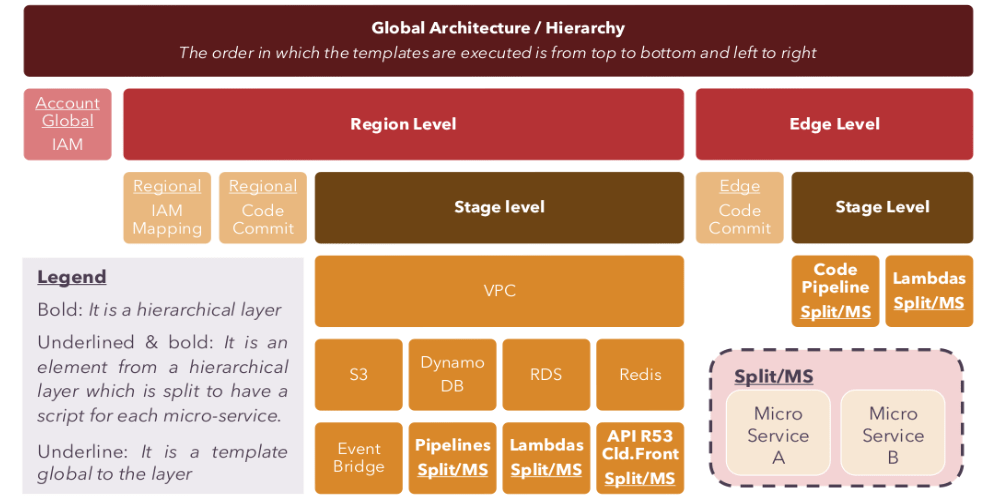 Global Architecture / Hierarchy
The order in which the templates are executed is from top to bottom and left to right
Account
Global
IAM
Region Level
Edge Level
Regional
IAM
Mapping
Regional
Code
Commit
Stage level
Edge
Code
Commit
Stage Level
VPC
Code
Pipeline
Split/MS
Lambdas
Split/MS
S3
Dynamo
DB
RDS
Redis
Event
Bridge
Pipelines
Split/MS
Lambdas
Split/MS
API R53
Cld.Front
Split/MS
Legend
Bold: It is a hierarchical layer
Underlined & bold: It is an
element from a hierarchical
layer which is split to have a
script for each micro-service.
Underline: It is a template
global to the layer
Split/MS
Micro
Service
A
Micro
Service
B